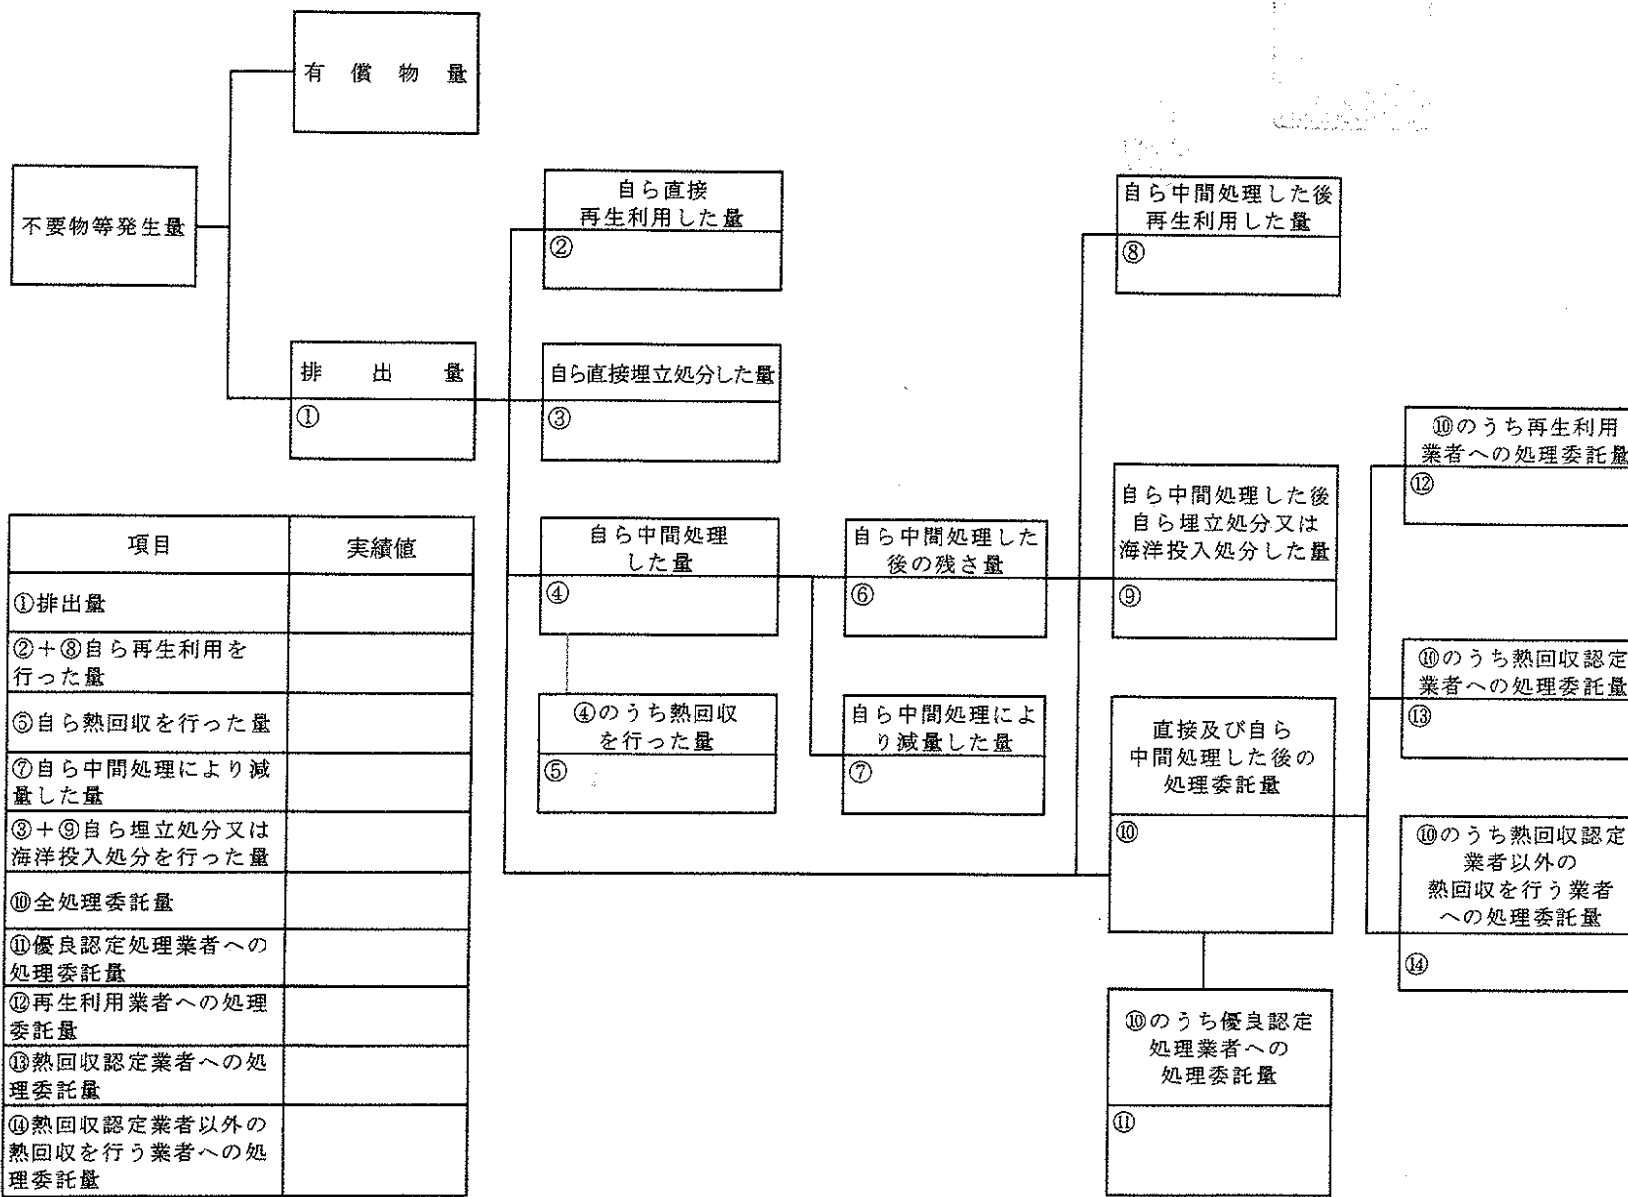 有償物量
不要物等発生量
排出量
①
自ら直接
再生利用した量
②
自ら直接埋立処分した量
③
自ら中間処理
した量
④
④のうち熱回収
を行った量
⑤
自ら中間処理した
後の残さ量
⑥
自ら中間処理によ
り減量した量
⑦
自ら中間処理した後
再生利用した量
⑧
自ら中間処理した後
自ら埋立処分又は
海洋投入処分した量
⑨
直接及び自ら
中間処理した後の
処理委託量
⑩
⑩のうち優良認定
処理業者への
処理委託量
⑪
⑩のうち再生利用
業者への処理委託量
⑫
⑩のうち熱回収認定
業者への処理委託量
⑬
⑩のうち熱回収認定
業者以外の
熱回収を行う業者
への処理委託量
⑭
項目 実績値
①排出量
②+⑧自ら再生利用を
行った量
⑤自ら熱回収を行った量
⑦自ら中間処理により減
量した量
③+⑨自ら埋立処分又は
海洋投入処分を行った量
⑩全処理委託量
⑪優良認定処理業者への
処理委託量
⑫再生利用業者への処理
委託量
⑬熱回収認定業者への処
理委託量
⑭熱回収認定業者以外の
熱回収を行う業者への処
理委託量